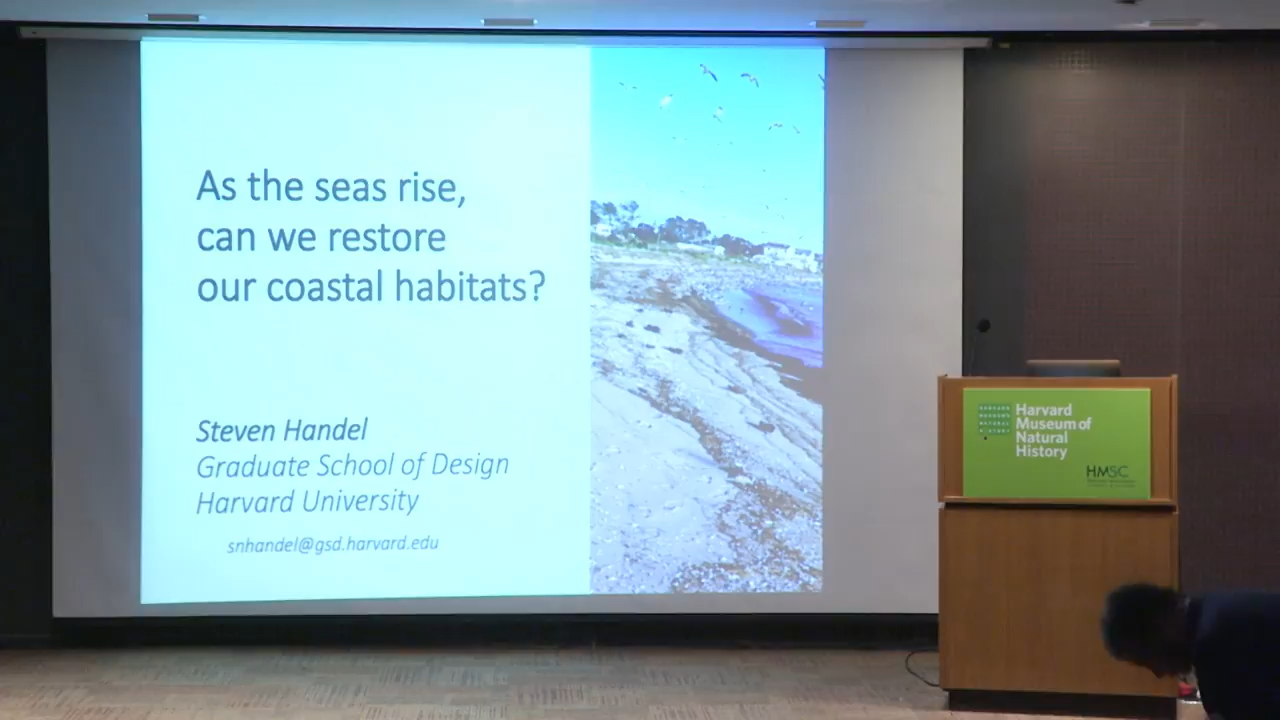 As the seas rise,
can we restore
our coastal habitats?
Steven Handel
Graduate School of Design
Harvard University
snhandel@gsd.harvard.edu
Harvard
Museum of
Natural
History
HMSC